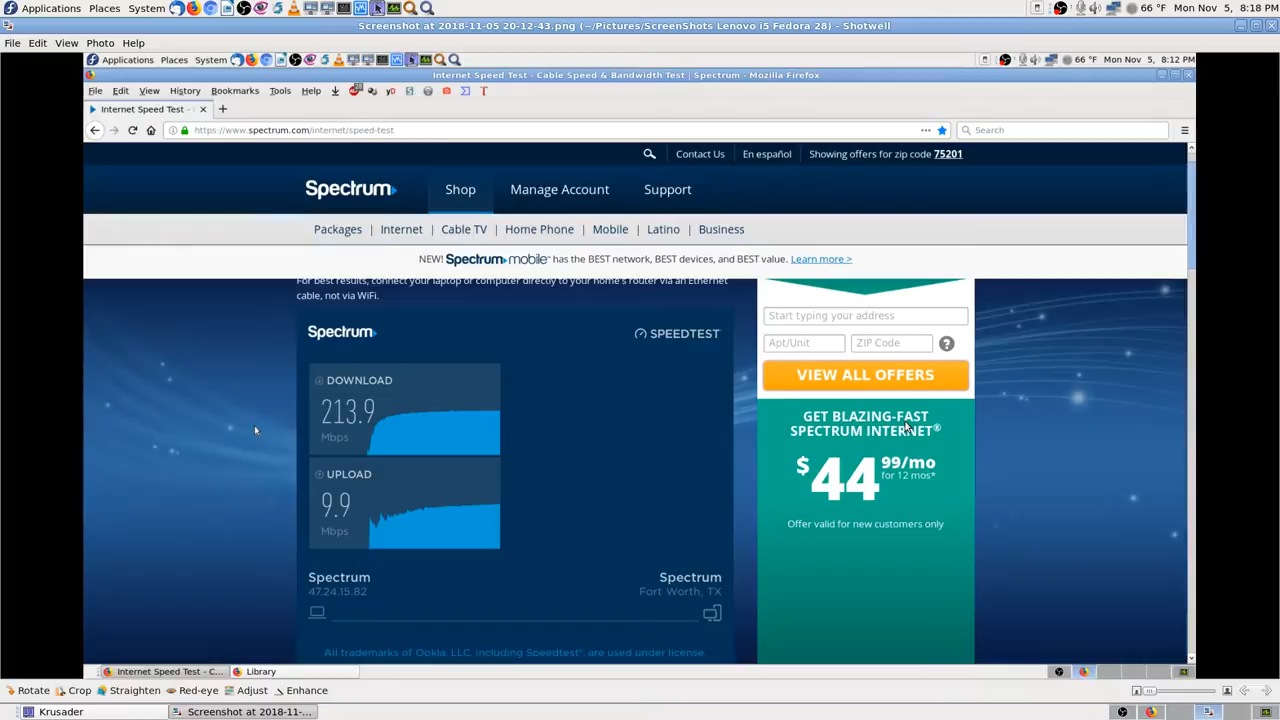 Applications Places System 66 °F Mon Nov 5, 8:18 PM
Screenshot at 2018-11-05 20-12-43.png (~/Pictures/ScreenShots Lenovo i5 Fedora 28) - Shotwell
File Edit View Photo Help
Applications Places System 66 °F Mon Nov 5, 8:12 PM
Internet Speed Test - Cable Speed & Bandwidth Test | Spectrum - Mozilla Firefox
File Edit View History Bookmarks Tools Help
Internet Speed Test -
https://www.spectrum.com/internet/speed-test Search
Contact Us En español Showing offers for zip code 75201
Spectrum Shop Manage Account Support
Packages | Internet | Cable TV | Home Phone | Mobile | Latino | Business
NEW! Spectrum mobile™ has the BEST network, BEST devices, and BEST value. Learn more >
For best results, connect your laptop or computer directly to your home's router via an Ethernet
cable, not via WiFi.
Spectrum SPEEDTEST
DOWNLOAD
213.9
Mbps
UPLOAD
9.9
Mbps
Spectrum Spectrum
47.24.15.82 Fort Worth, TX
All trademarks of Ookla, LLC, including Speedtest®, are used under license.
Start typing your address
Apt/Unit ZIP Code ?
VIEW ALL OFFERS
GET BLAZING-FAST
SPECTRUM INTERNET®
$44 99/mo
for 12 mos*
Offer valid for new customers only
Internet Speed Test - C... Library
Rotate Crop Straighten Red-eye Adjust Enhance
Krusader Screenshot at 2018-11-...